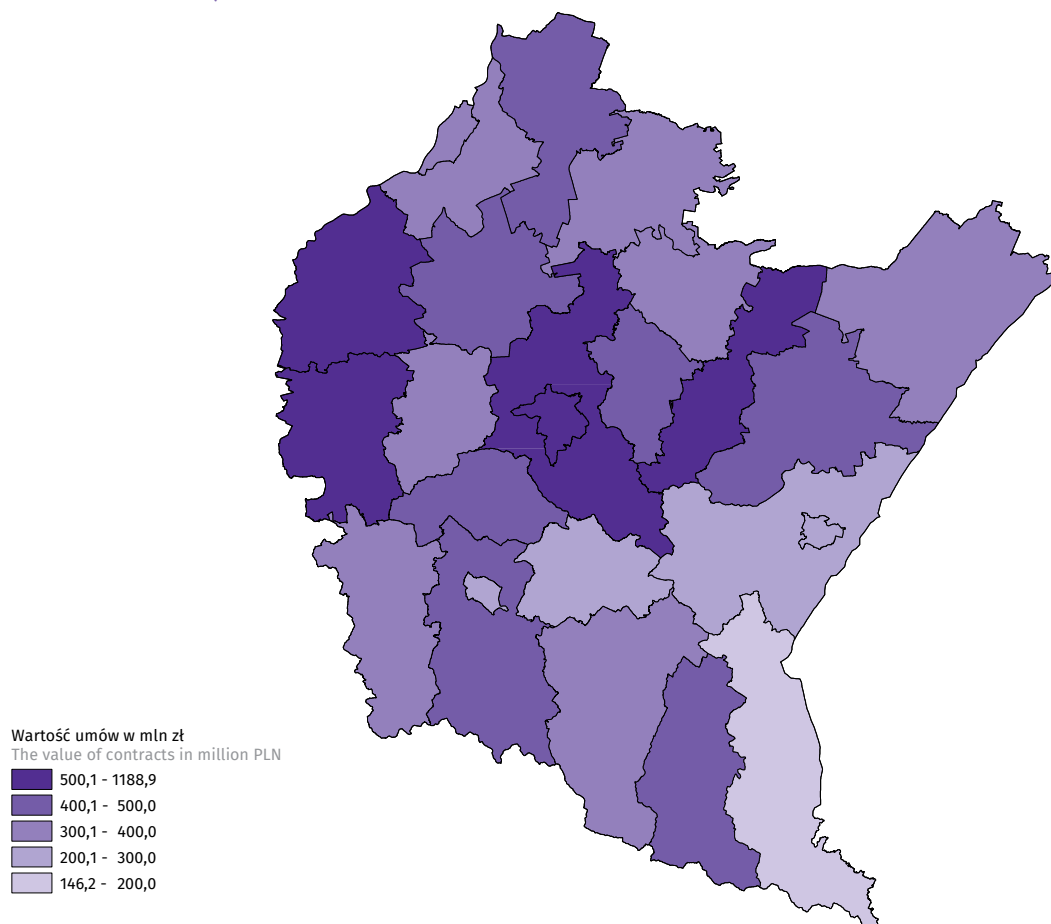 Wartość umów w mln zł
The value of contracts in million PLN
500,1 - 1188,9
400,1 - 500,0
300,1 - 400,0
200,1 - 300,0
146,2 - 200,0